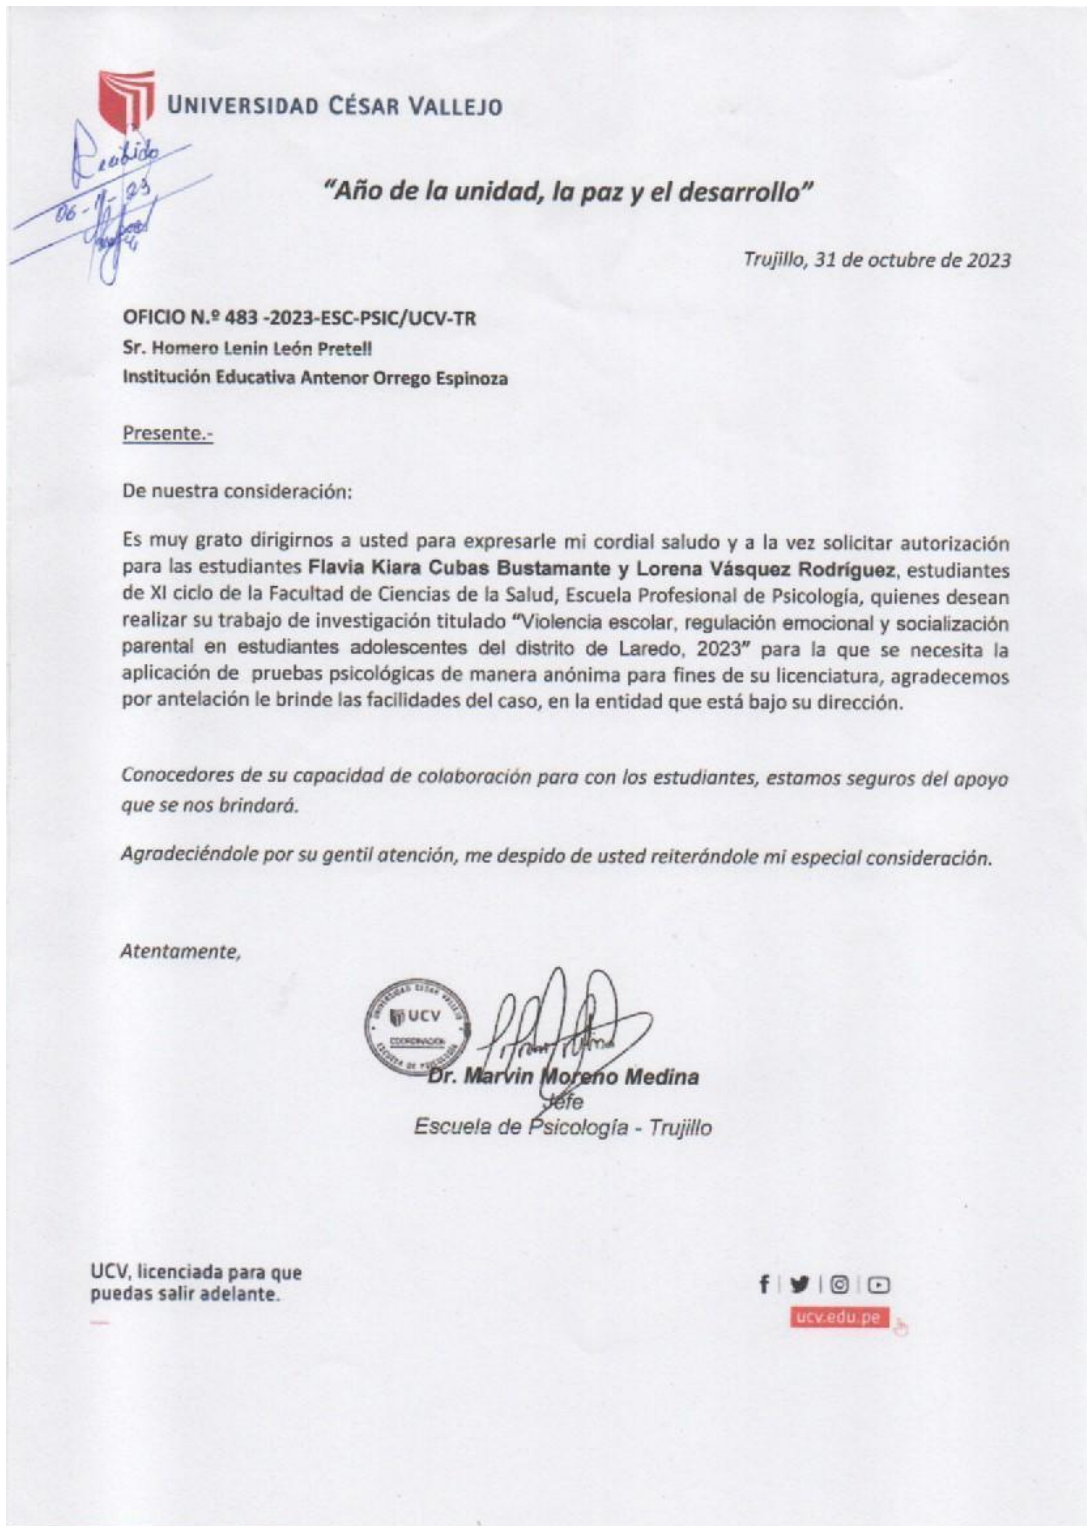 UNIVERSIDAD CÉSAR VALLEJO
Recibido
06-11-23
“Año de la unidad, la paz y el desarrollo”
Trujillo, 31 de octubre de 2023
OFICIO N.º 483 -2023-ESC-PSIC/UCV-TR
Sr. Homero Lenin León Pretell
Institución Educativa Antenor Orrego Espinoza
Presente.-
De nuestra consideración:
Es muy grato dirigirnos a usted para expresarle mi cordial saludo y a la vez solicitar autorización
para las estudiantes Flavia Kiara Cubas Bustamante y Lorena Vásquez Rodríguez, estudiantes
de XI ciclo de la Facultad de Ciencias de la Salud, Escuela Profesional de Psicología, quienes desean
realizar su trabajo de investigación titulado “Violencia escolar, regulación emocional y socialización
parental en estudiantes adolescentes del distrito de Laredo, 2023” para la que se necesita la
aplicación de pruebas psicológicas de manera anónima para fines de su licenciatura, agradecemos
por antelación le brinde las facilidades del caso, en la entidad que está bajo su dirección.
Conocedores de su capacidad de colaboración para con los estudiantes, estamos seguros del apoyo
que se nos brindará.
Agradeciéndole por su gentil atención, me despido de usted reiterándole mi especial consideración.
Atentamente,
UNIVERSIDAD CESAR VALLEJO
UCV
COORDINACION
ESCUELA DE PSICOLOGÍA
Dr. Marvin Moreno Medina
Jefe
Escuela de Psicología - Trujillo
UCV, licenciada para que
puedas salir adelante.
ucv.edu.pe